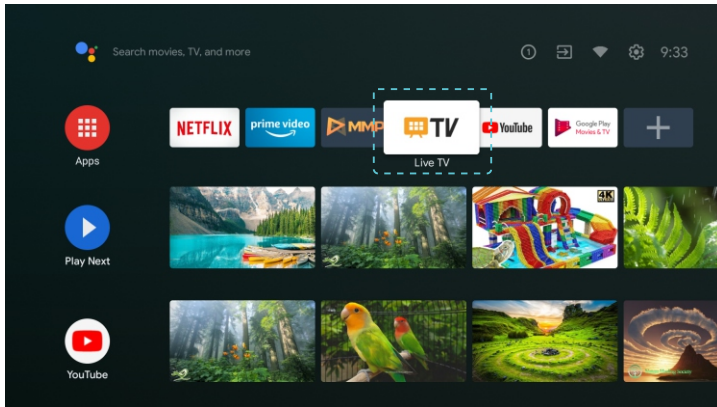 Search movies, TV, and more
1
9:33
NETFLIX
prime video
MMP
TV
YouTube
Google Play
Movies & TV
Apps
Live TV
4K
Play Next
YouTube